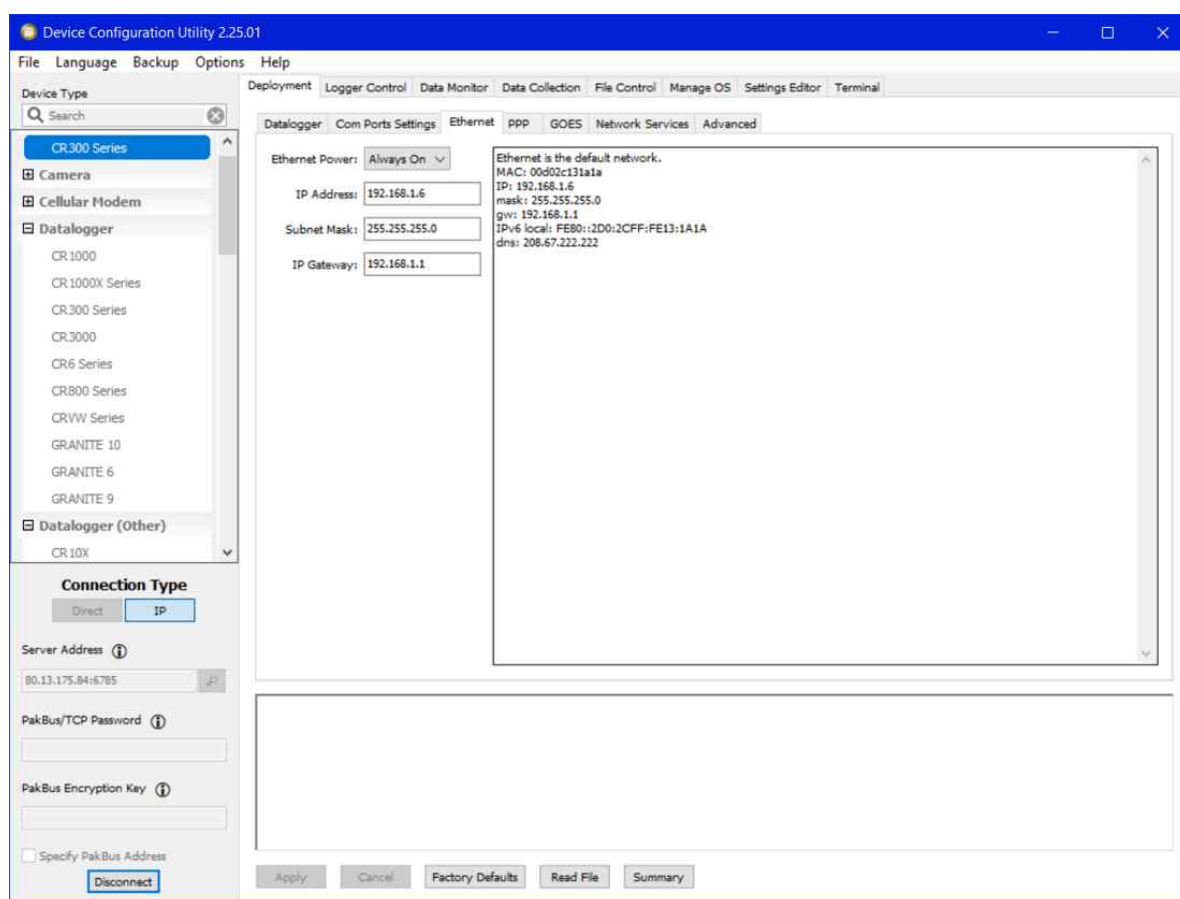 Device Configuration Utility 2.25.01
File Language Backup Options Help
Device Type
Search
CR300 Series
Camera
Cellular Modem
Datalogger
CR1000
CR1000X Series
CR300 Series
CR3000
CR6 Series
CR800 Series
CRVW Series
GRANITE 10
GRANITE 6
GRANITE 9
Datalogger (Other)
CR10X
Connection Type
Direct IP
Server Address
80.13.175.84:6785
PakBus/TCP Password
PakBus Encryption Key
Specify PakBus Address
Disconnect
Deployment Logger Control Data Monitor Data Collection File Control Manage OS Settings Editor Terminal
Datalogger Com Ports Settings Ethernet PPP GOES Network Services Advanced
Ethernet Power: Always On
IP Address: 192.168.1.6
Subnet Mask: 255.255.255.0
IP Gateway: 192.168.1.1
Ethernet is the default network.
MAC: 00d02c131a1a
IP: 192.168.1.6
mask: 255.255.255.0
gw: 192.168.1.1
IPv6 local: FE80::2D0:2CFF:FE13:1A1A
dns: 208.67.222.222
Apply Cancel Factory Defaults Read File Summary